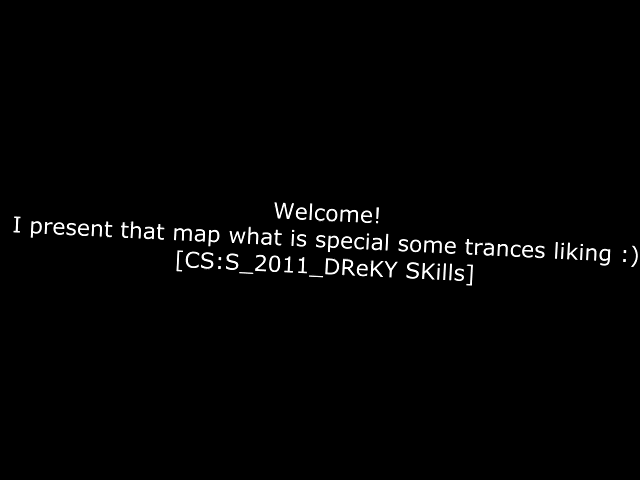 Welcome!
I present that map what is special some trances liking :)
[CS:S_2011_DReKY SKills]